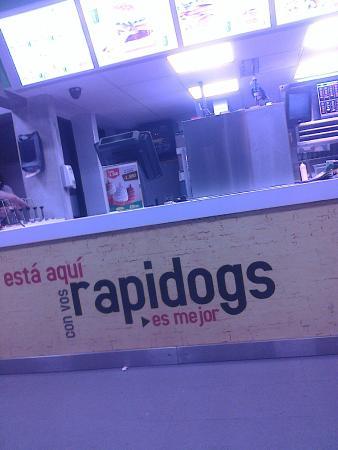 está aquí
con vos
rapidogs
es mejor